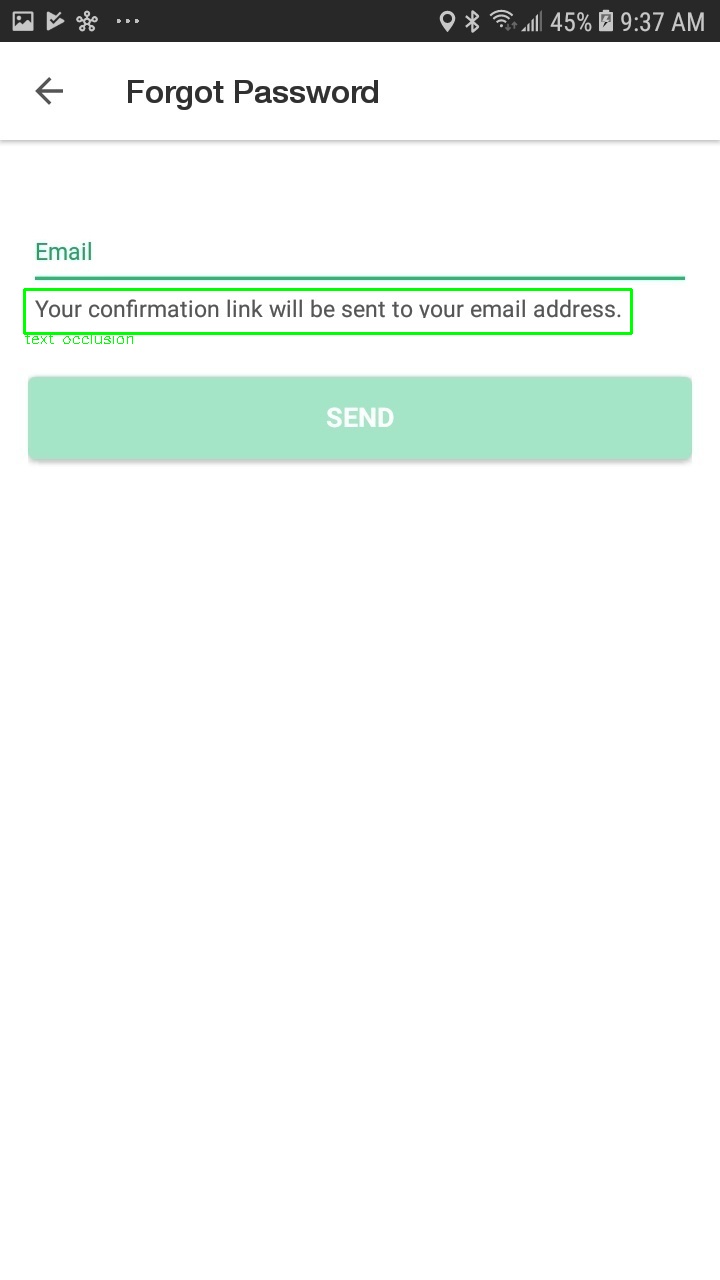 45% 9:37 AM
Forgot Password
Email
Your confirmation link will be sent to your email address.
text occlusion
SEND